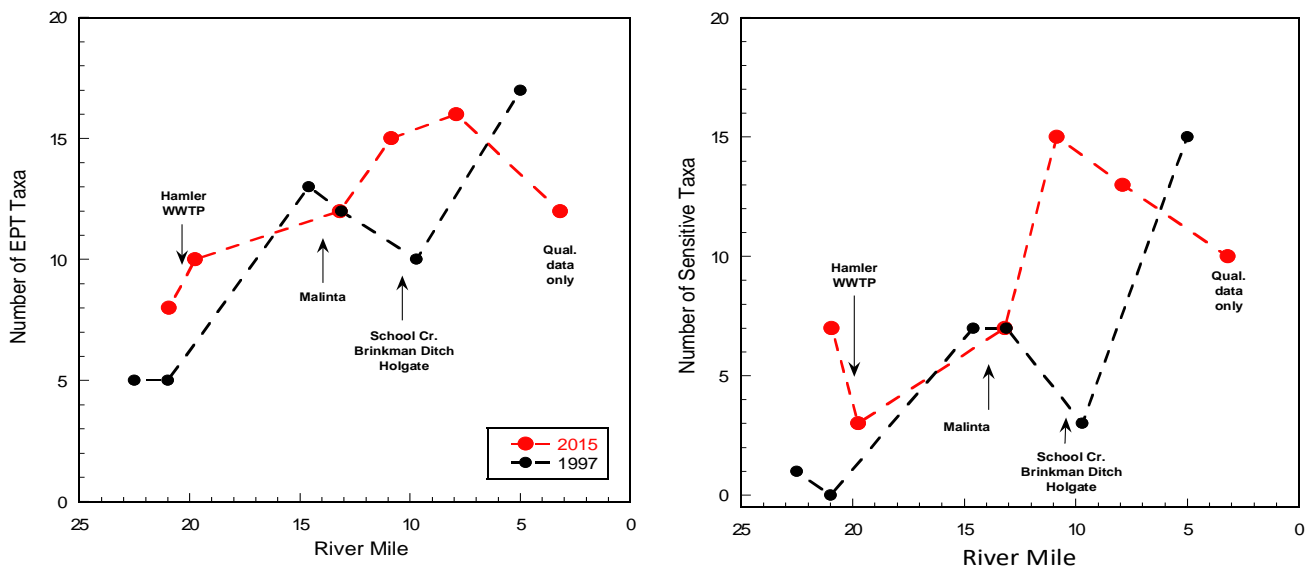 Number of EPT Taxa
20
15
10
5
0
Hamler
WWTP
Malinta
School Cr.
Brinkman Ditch
Holgate
Qual.
data
only
2015
1997
25
20
15
10
5
0
River Mile
Number of Sensitive Taxa
20
15
10
5
0
Hamler
WWTP
Malinta
School Cr.
Brinkman Ditch
Holgate
Qual.
data
only
25
20
15
10
5
0
River Mile